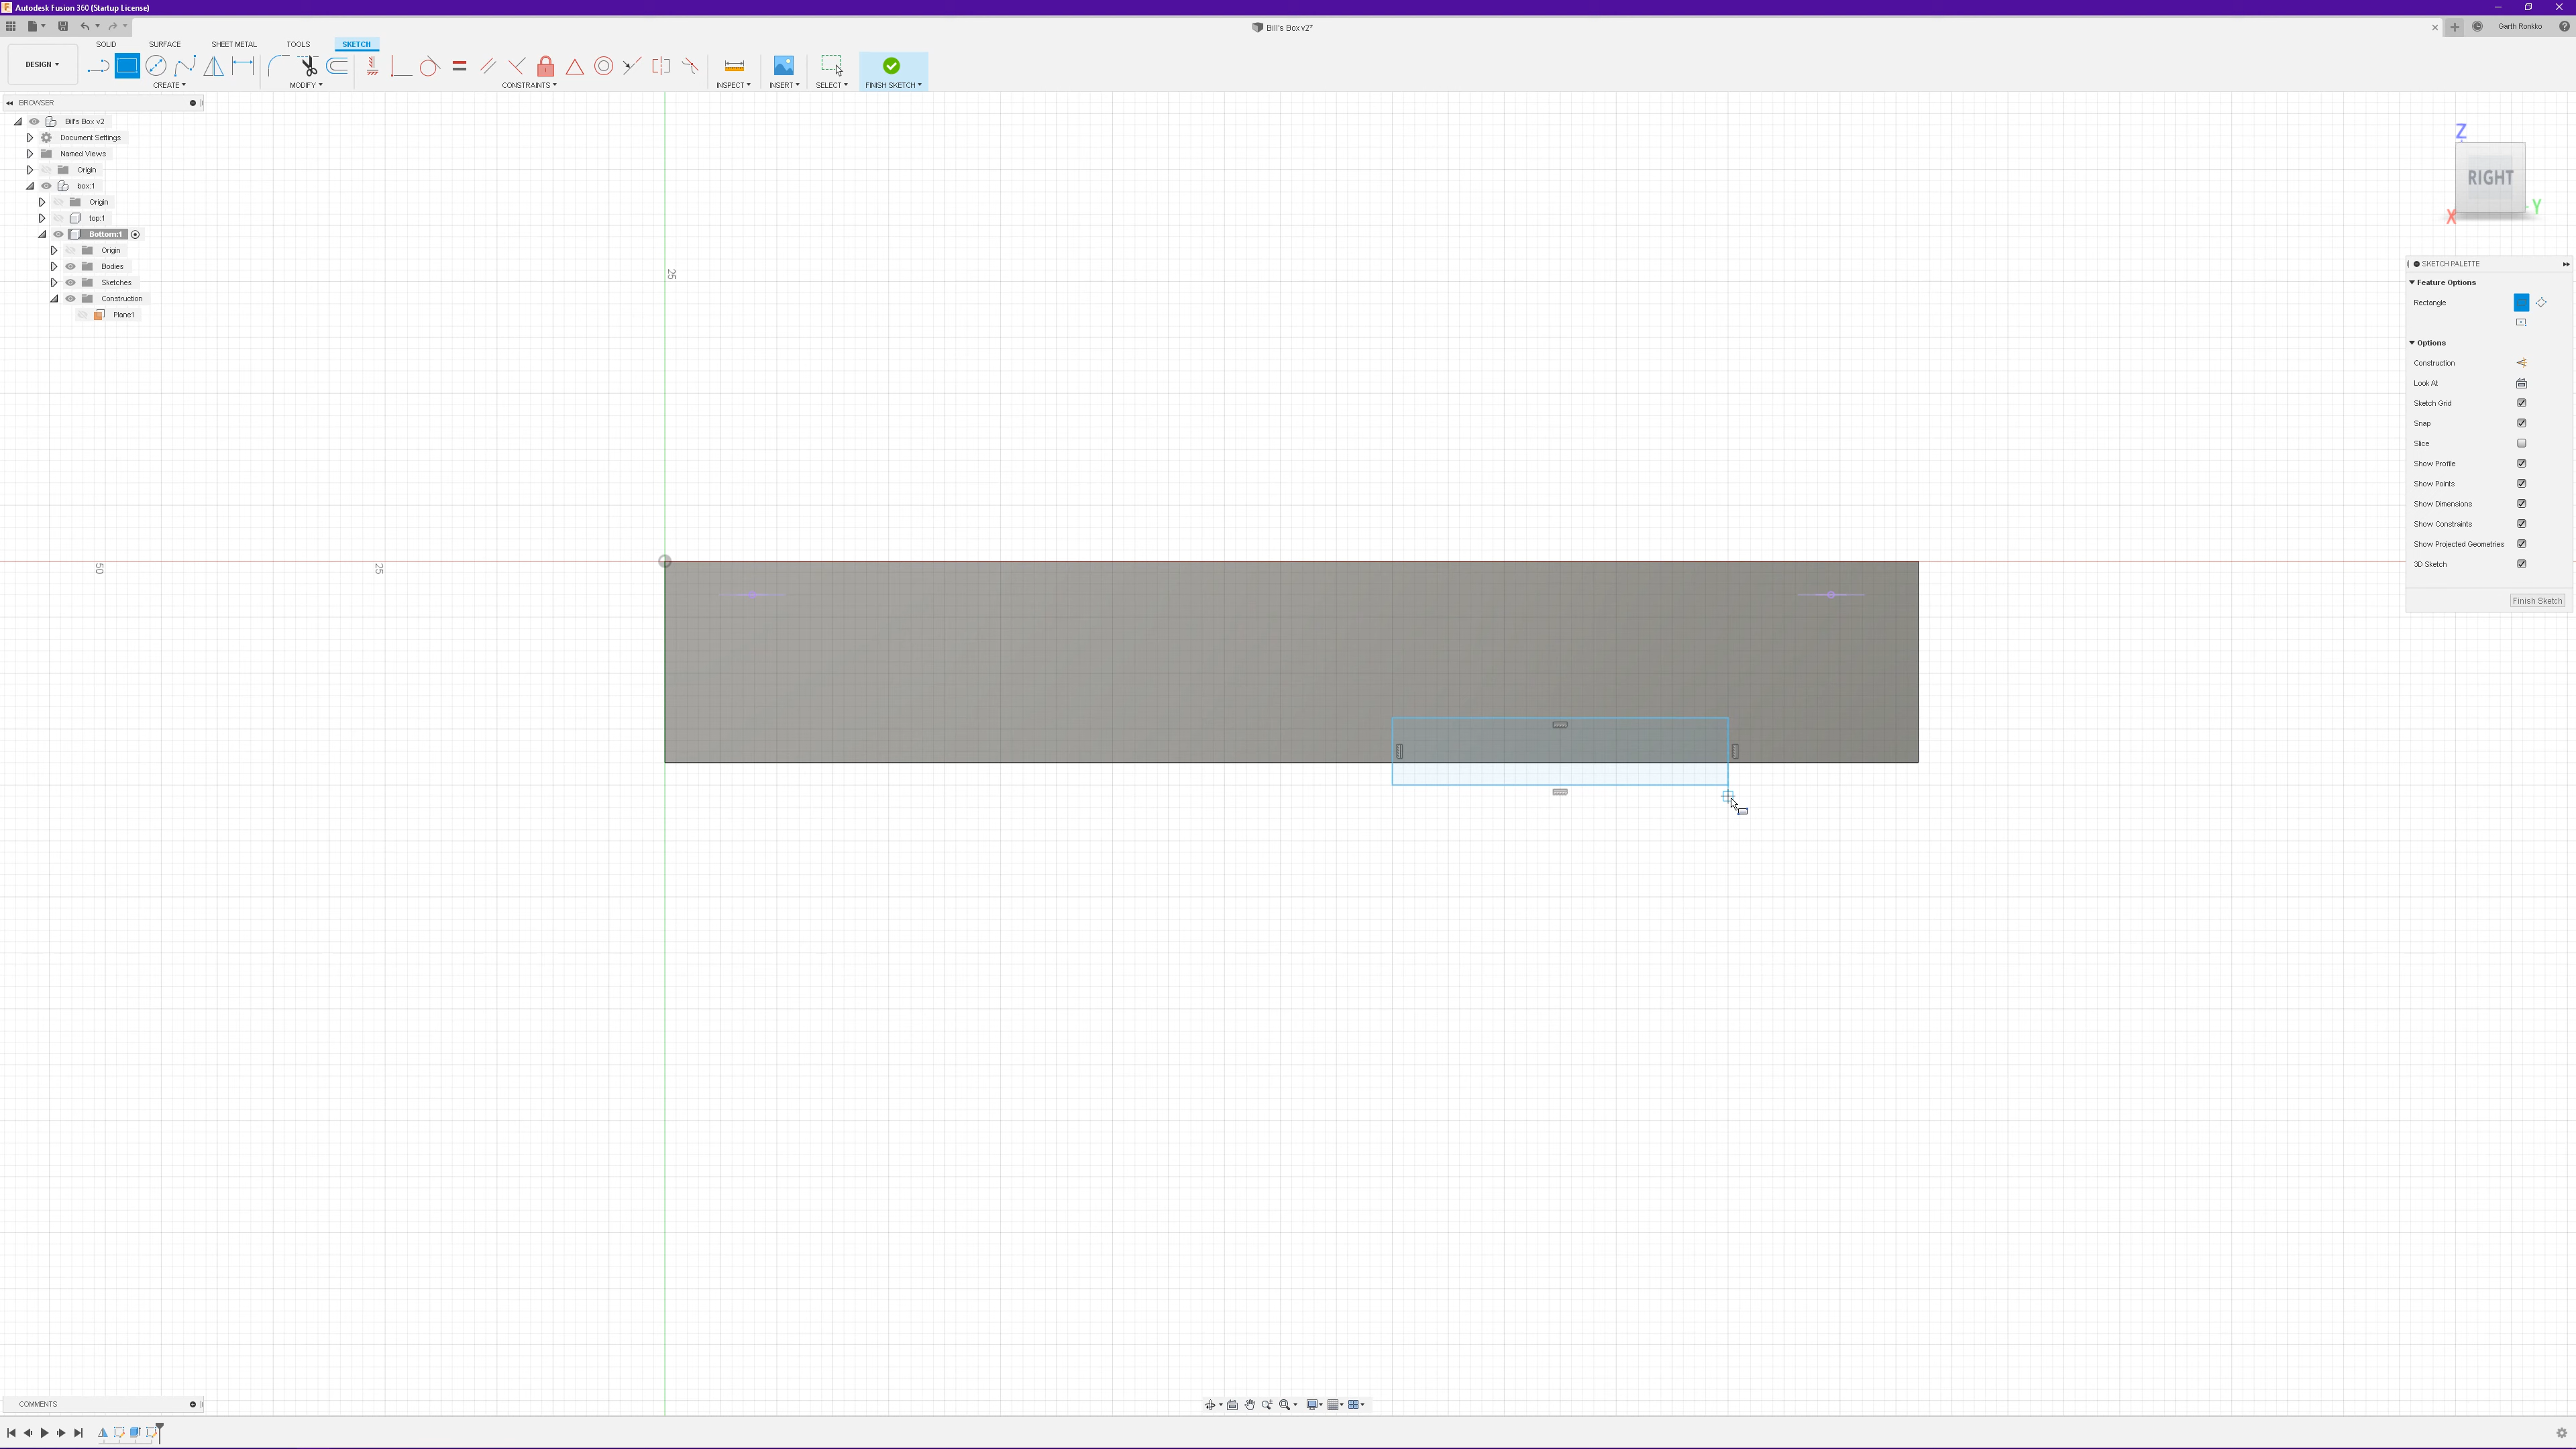 Autodesk Fusion 360 (Startup License)
Bill's Box v2*
Garth Ronkko
SOLID SURFACE SHEET METAL TOOLS SKETCH
DESIGN
CREATE MODIFY CONSTRAINTS INSPECT INSERT SELECT FINISH SKETCH
BROWSER
Bill's Box v2
Document Settings
Named Views
Origin
box:1
Origin
top:1
Bottom:1
Origin
Bodies
Sketches
Construction
Plane1
25
50
25
Z
RIGHT
X
Y
SKETCH PALETTE
Feature Options
Rectangle
Options
Construction
Look At
Sketch Grid
Snap
Slice
Show Profile
Show Points
Show Dimensions
Show Constraints
Show Projected Geometries
3D Sketch
Finish Sketch
COMMENTS